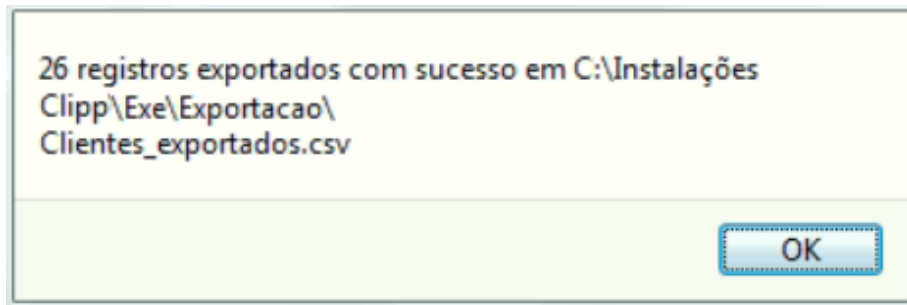 26 registros exportados com sucesso em C:\Instalações
Clipp\Exe\Exportacao\
Clientes_exportados.csv
OK